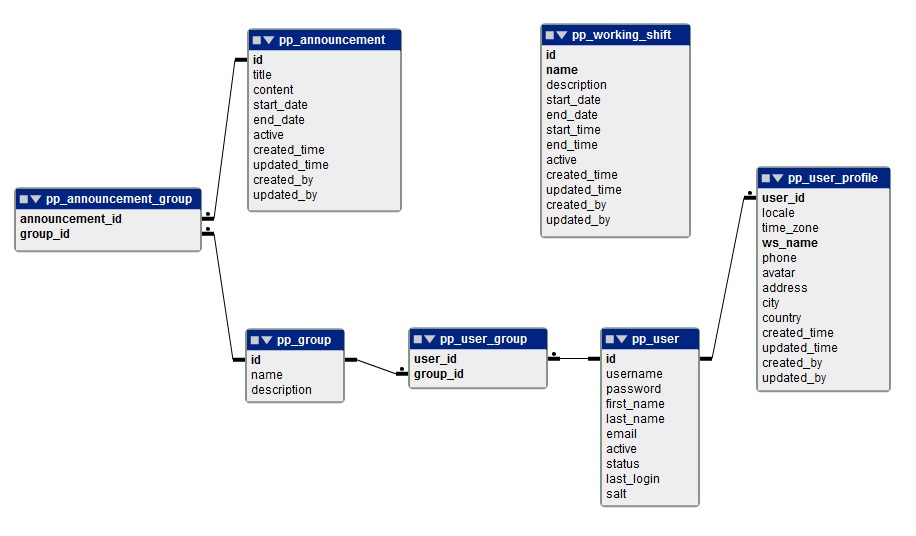 pp_announcement
id
title
content
start_date
end_date
active
created_time
updated_time
created_by
updated_by
pp_working_shift
id
name
description
start_date
end_date
start_time
end_time
active
created_time
updated_time
created_by
updated_by
pp_user_profile
user_id
locale
time_zone
ws_name
phone
avatar
address
city
country
created_time
updated_time
created_by
updated_by
pp_announcement_group
announcement_id
group_id
pp_group
id
name
description
pp_user_group
user_id
group_id
pp_user
id
username
password
first_name
last_name
email
active
status
last_login
salt